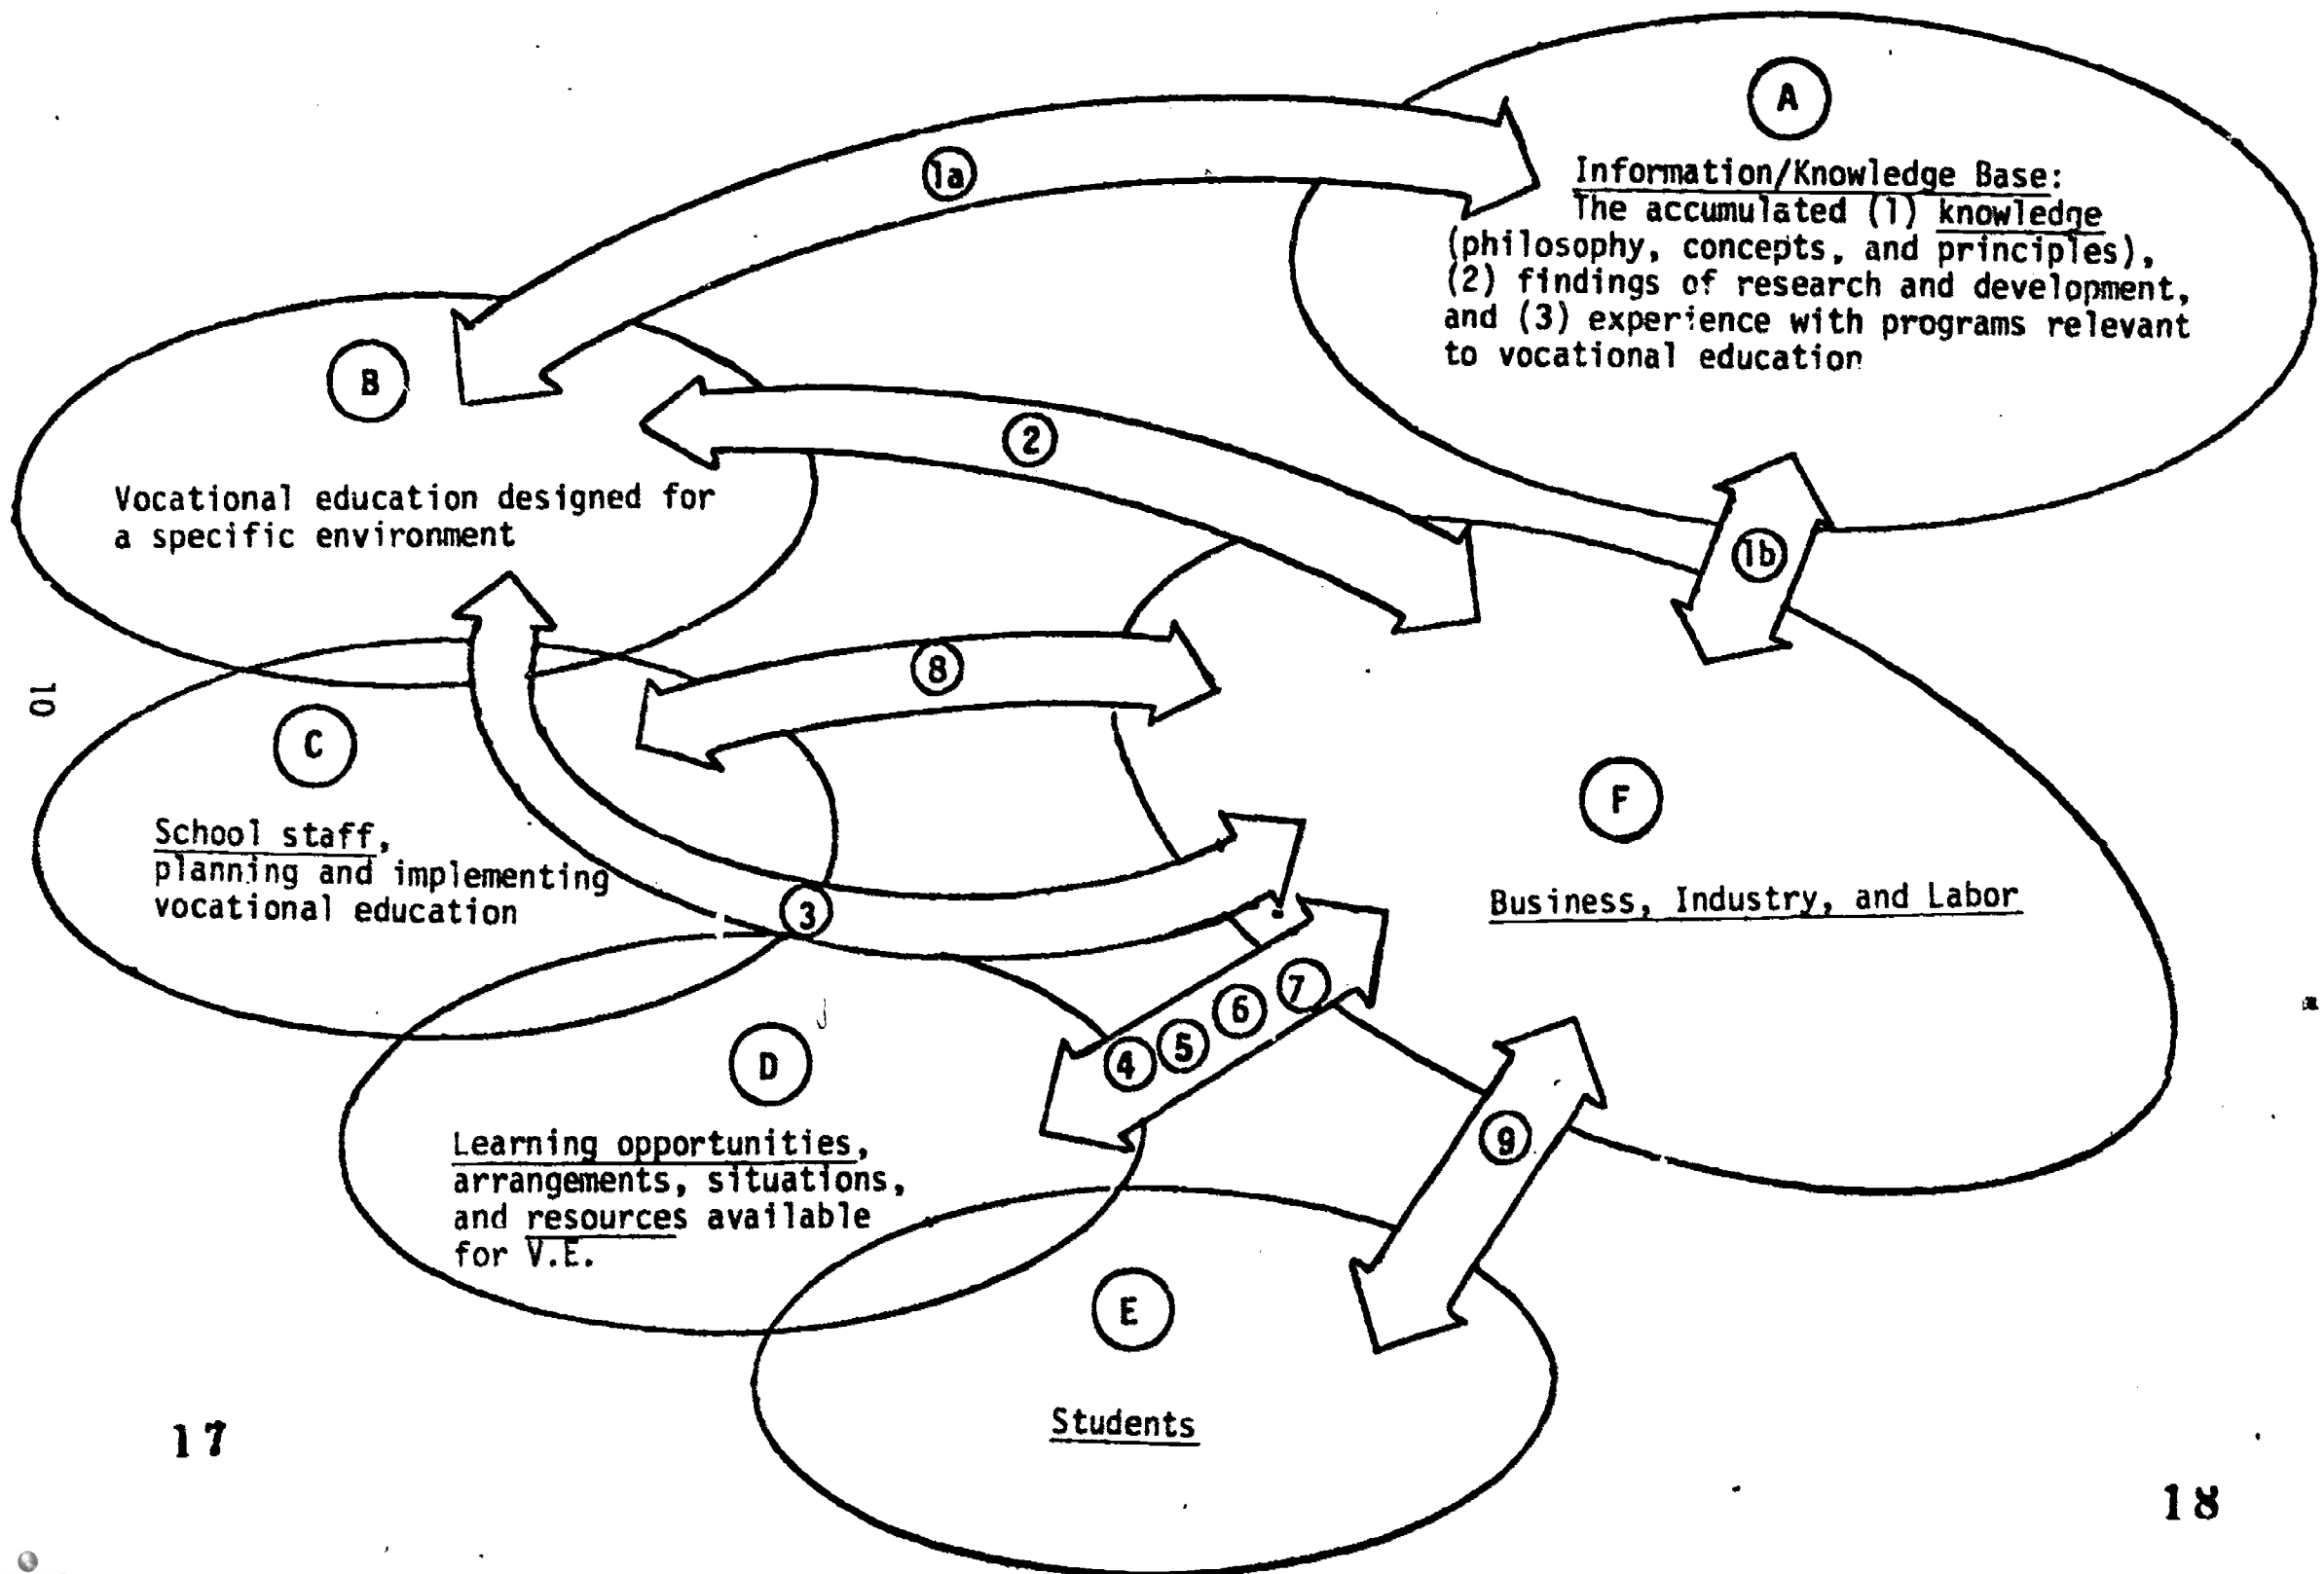 A
Information/Knowledge Base:
The accumulated (1) knowledge
(philosophy, concepts, and principles),
(2) findings of research and development,
and (3) experience with programs relevant
to vocational education
1a
B
2
Vocational education designed for
a specific environment
1b
8
10
C
F
School staff,
planning and implementing
vocational education
3
Business, Industry, and Labor
7
6
5
4
D
9
Learning opportunities,
arrangements, situations,
and resources available
for V.E.
E
Students
17
18